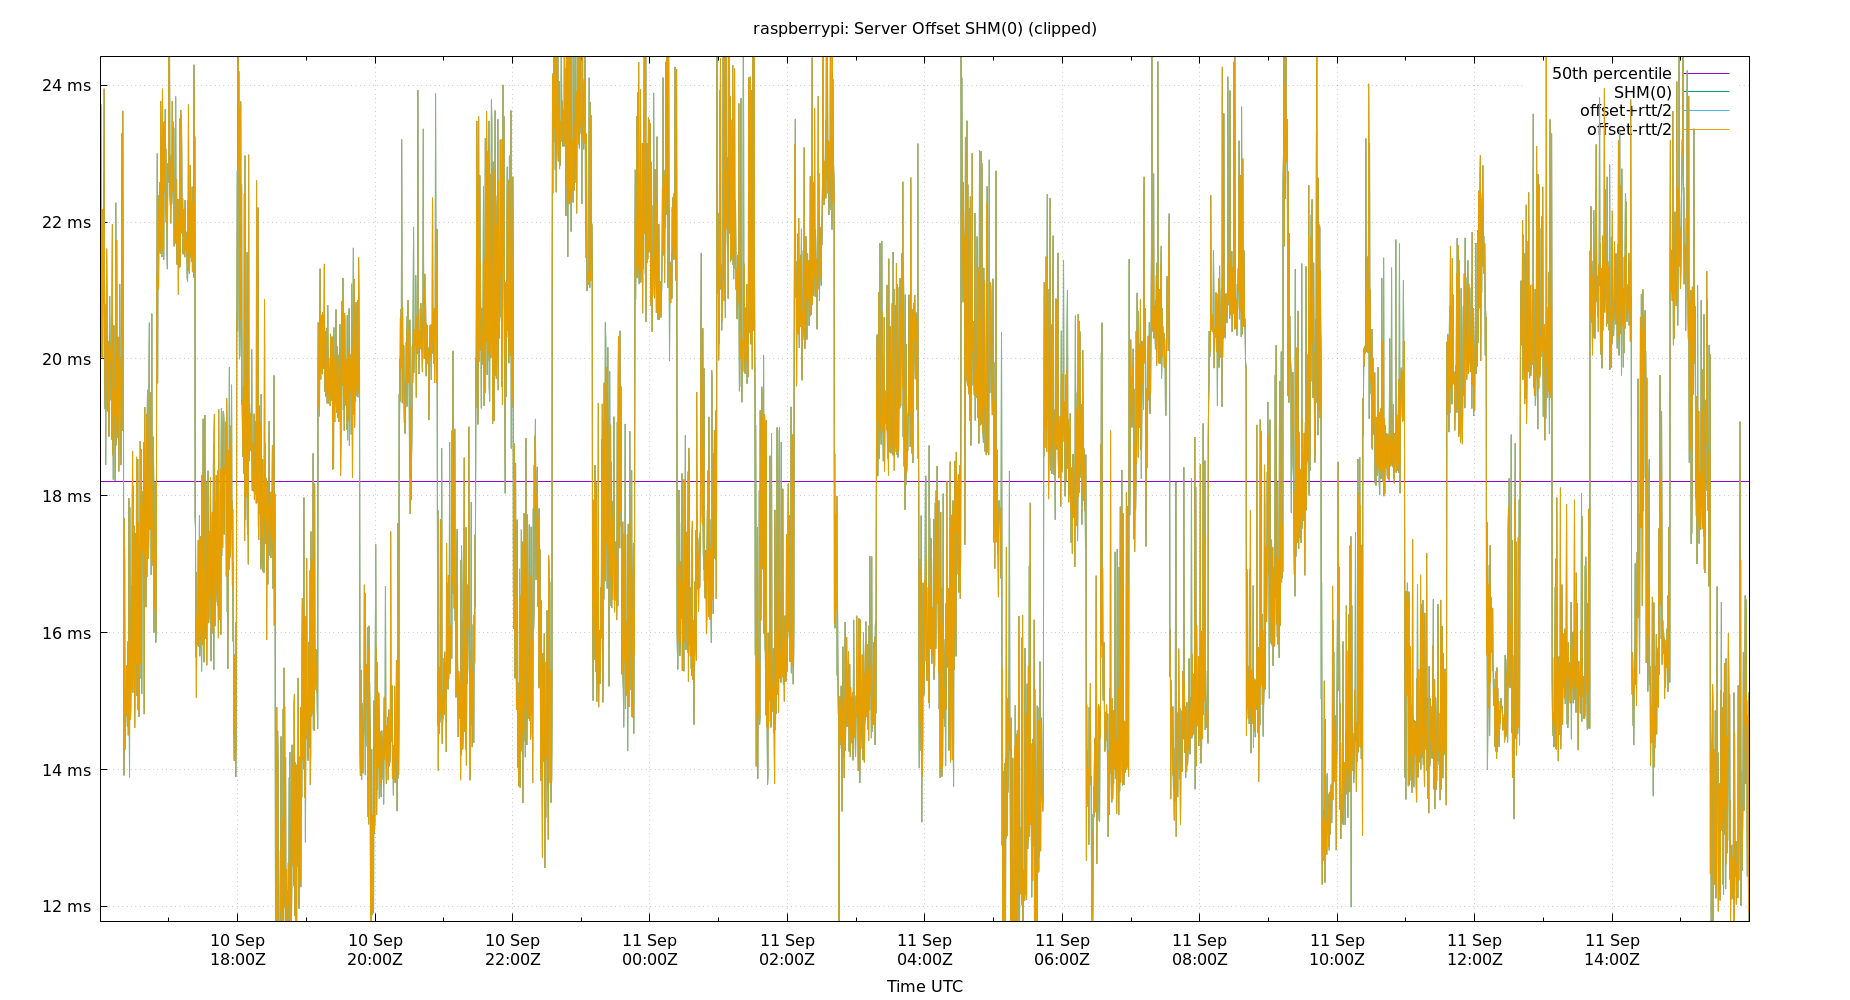 raspberrypi: Server Offset SHM(0) (clipped)
50th percentile
SHM(0)
offset+rtt/2
offset-rtt/2
24 ms
22 ms
20 ms
18 ms
16 ms
14 ms
12 ms
10 Sep 10 Sep 10 Sep 11 Sep 11 Sep 11 Sep 11 Sep 11 Sep 11 Sep 11 Sep 11 Sep
18:00Z 20:00Z 22:00Z 00:00Z 02:00Z 04:00Z 06:00Z 08:00Z 10:00Z 12:00Z 14:00Z
Time UTC